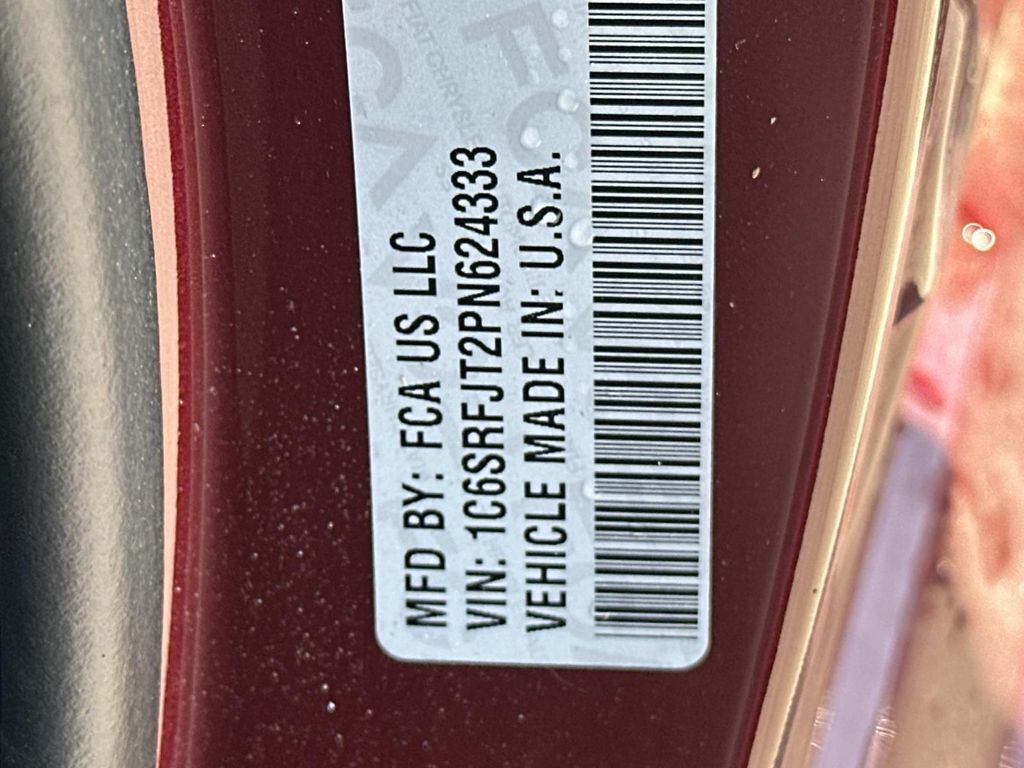 MFD BY: FCA US LLC
VIN: 1C6SRFJT2PN624333
VEHICLE MADE IN: U.S.A.